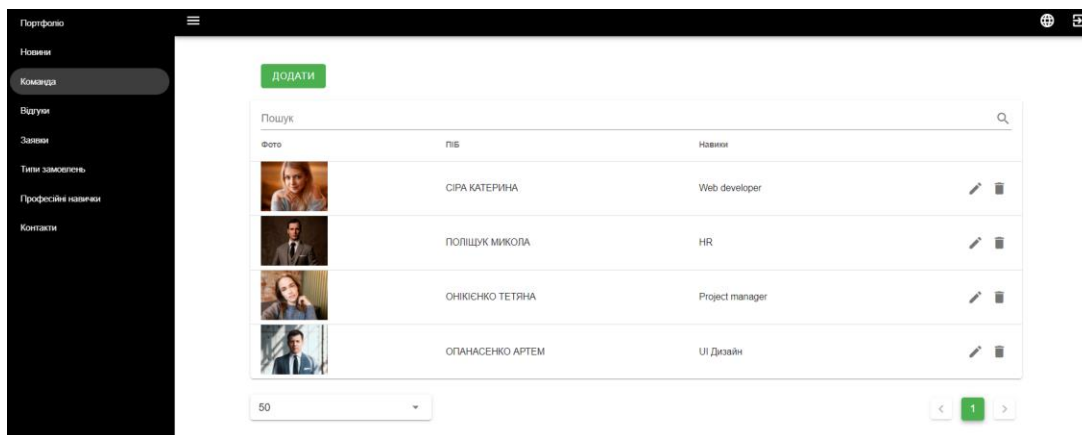 Портфоліо
Новини
Команда
Відгуки
Заявки
Типи замовлень
Професійні навички
Контакти
ДОДАТИ
Пошук
Фото ПІБ Навики
СІРА КАТЕРИНА Web developer
ПОЛІЩУК МИКОЛА HR
ОНІКІЄНКО ТЕТЯНА Project manager
ОПАНАСЕНКО АРТЕМ UI Дизайн
50 1